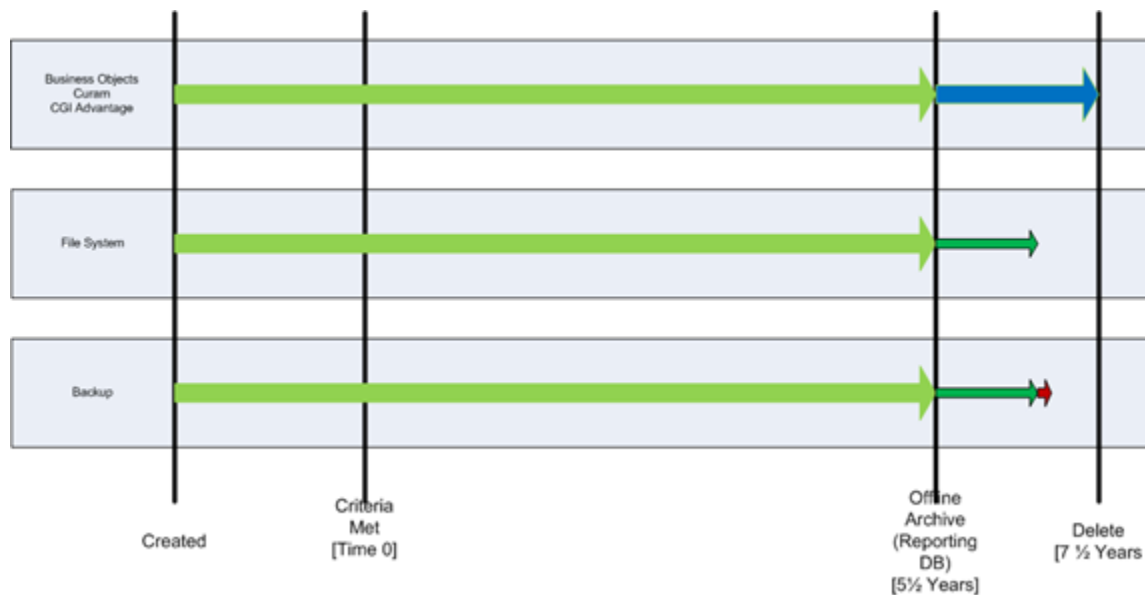 Business Objects
Curam
CGI Advantage
File System
Backup
Created
Criteria
Met
[Time 0]
Offline
Archive
(Reporting
DB)
[5½ Years]
Delete
[7 ½ Years